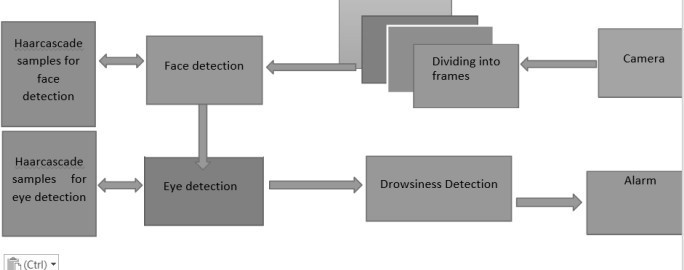 Haarcascade
samples for
face
detection
Face detection
Dividing into
frames
Camera
Haarcascade
samples for
eye detection
Eye detection
Drowsiness Detection
Alarm
(Ctrl)